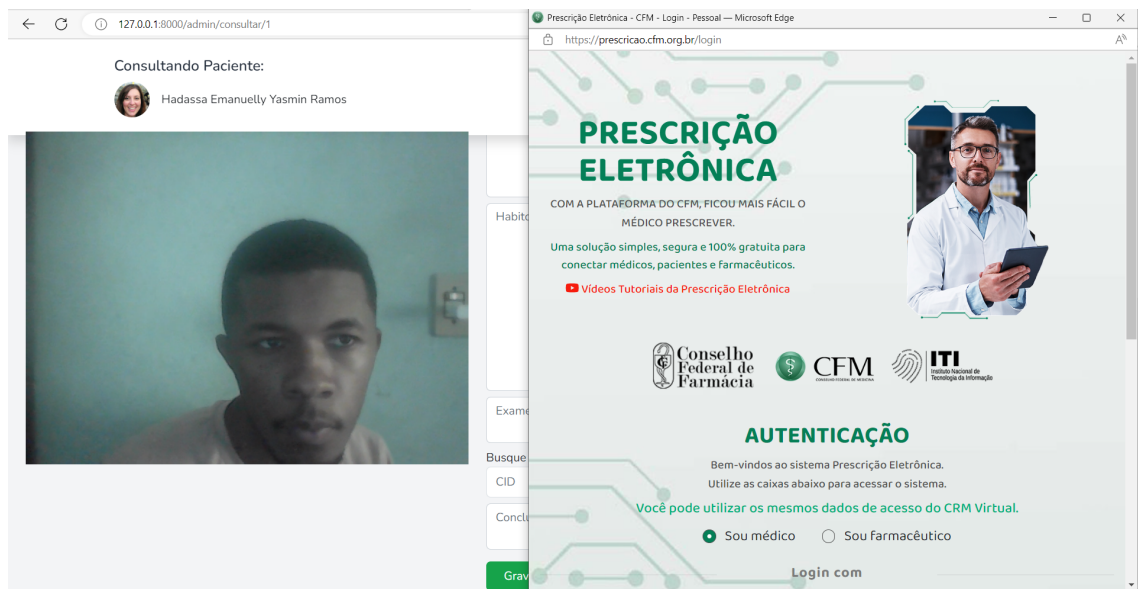 127.0.0.1:8000/admin/consultar/1
Consultando Paciente:
Hadassa Emanuelly Yasmin Ramos
Habito
Exame
Busque
CID
Conclu
Grav
Prescrição Eletrônica - CFM - Login - Pessoal — Microsoft Edge
https://prescricao.cfm.org.br/login
PRESCRIÇÃO
ELETRÔNICA
COM A PLATAFORMA DO CFM, FICOU MAIS FÁCIL O
MÉDICO PRESCREVER.
Uma solução simples, segura e 100% gratuita para
conectar médicos, pacientes e farmacêuticos.
Vídeos Tutoriais da Prescrição Eletrônica
Conselho
Federal de
Farmácia
CFM
CONSELHO FEDERAL DE MEDICINA
ITI
Instituto Nacional de
Tecnologia da Informação
AUTENTICAÇÃO
Bem-vindos ao sistema Prescrição Eletrônica.
Utilize as caixas abaixo para acessar o sistema.
Você pode utilizar os mesmos dados de acesso do CRM Virtual.
Sou médico
Sou farmacêutico
Login com